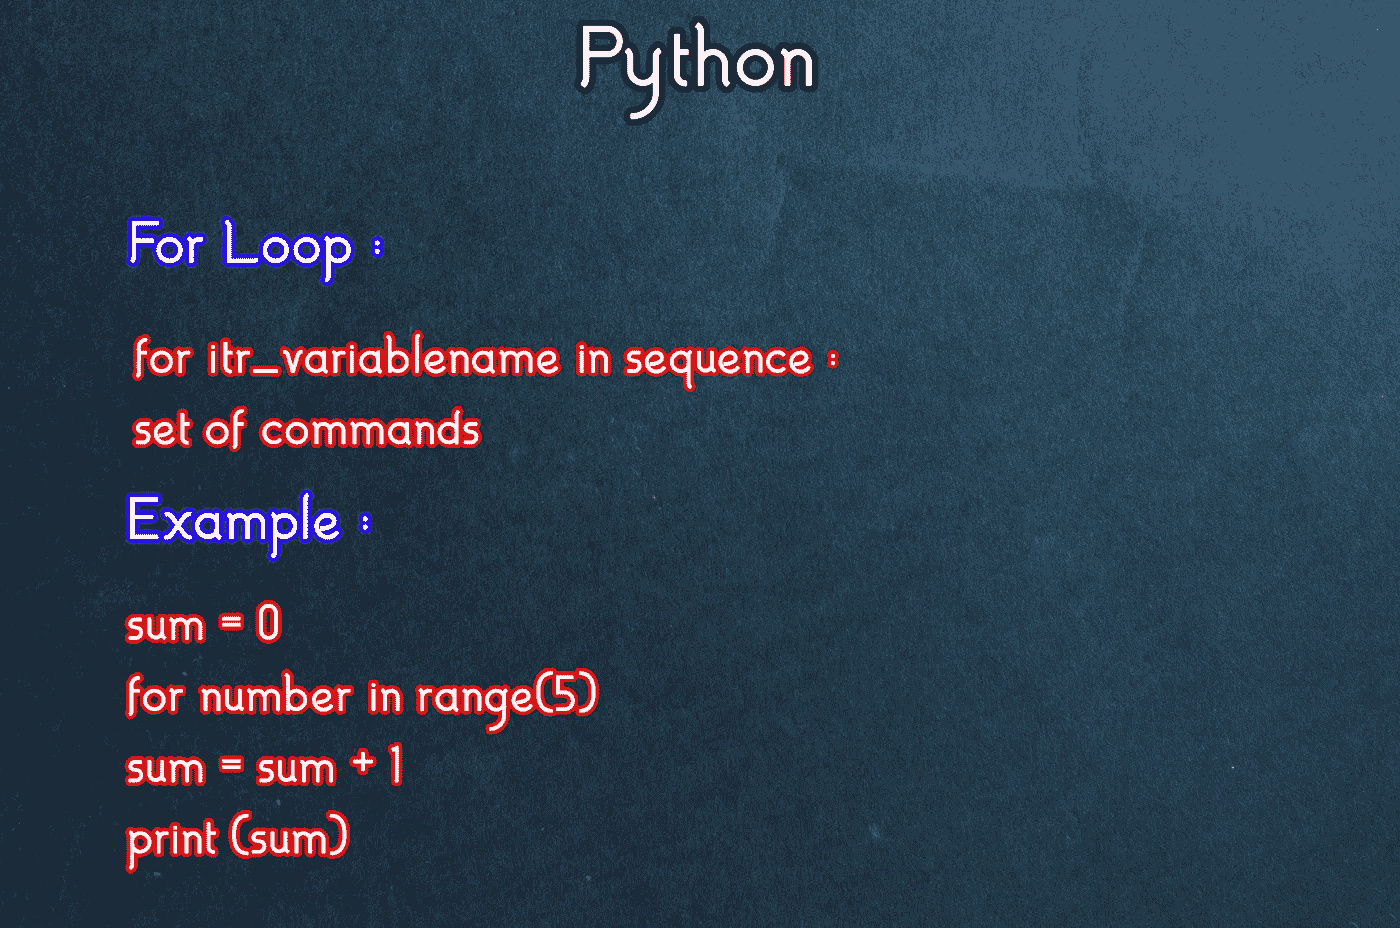 Python
For Loop :
for itr_variablename in sequence :
set of commands
Example :
sum = 0
for number in range(5)
sum = sum + 1
print (sum)